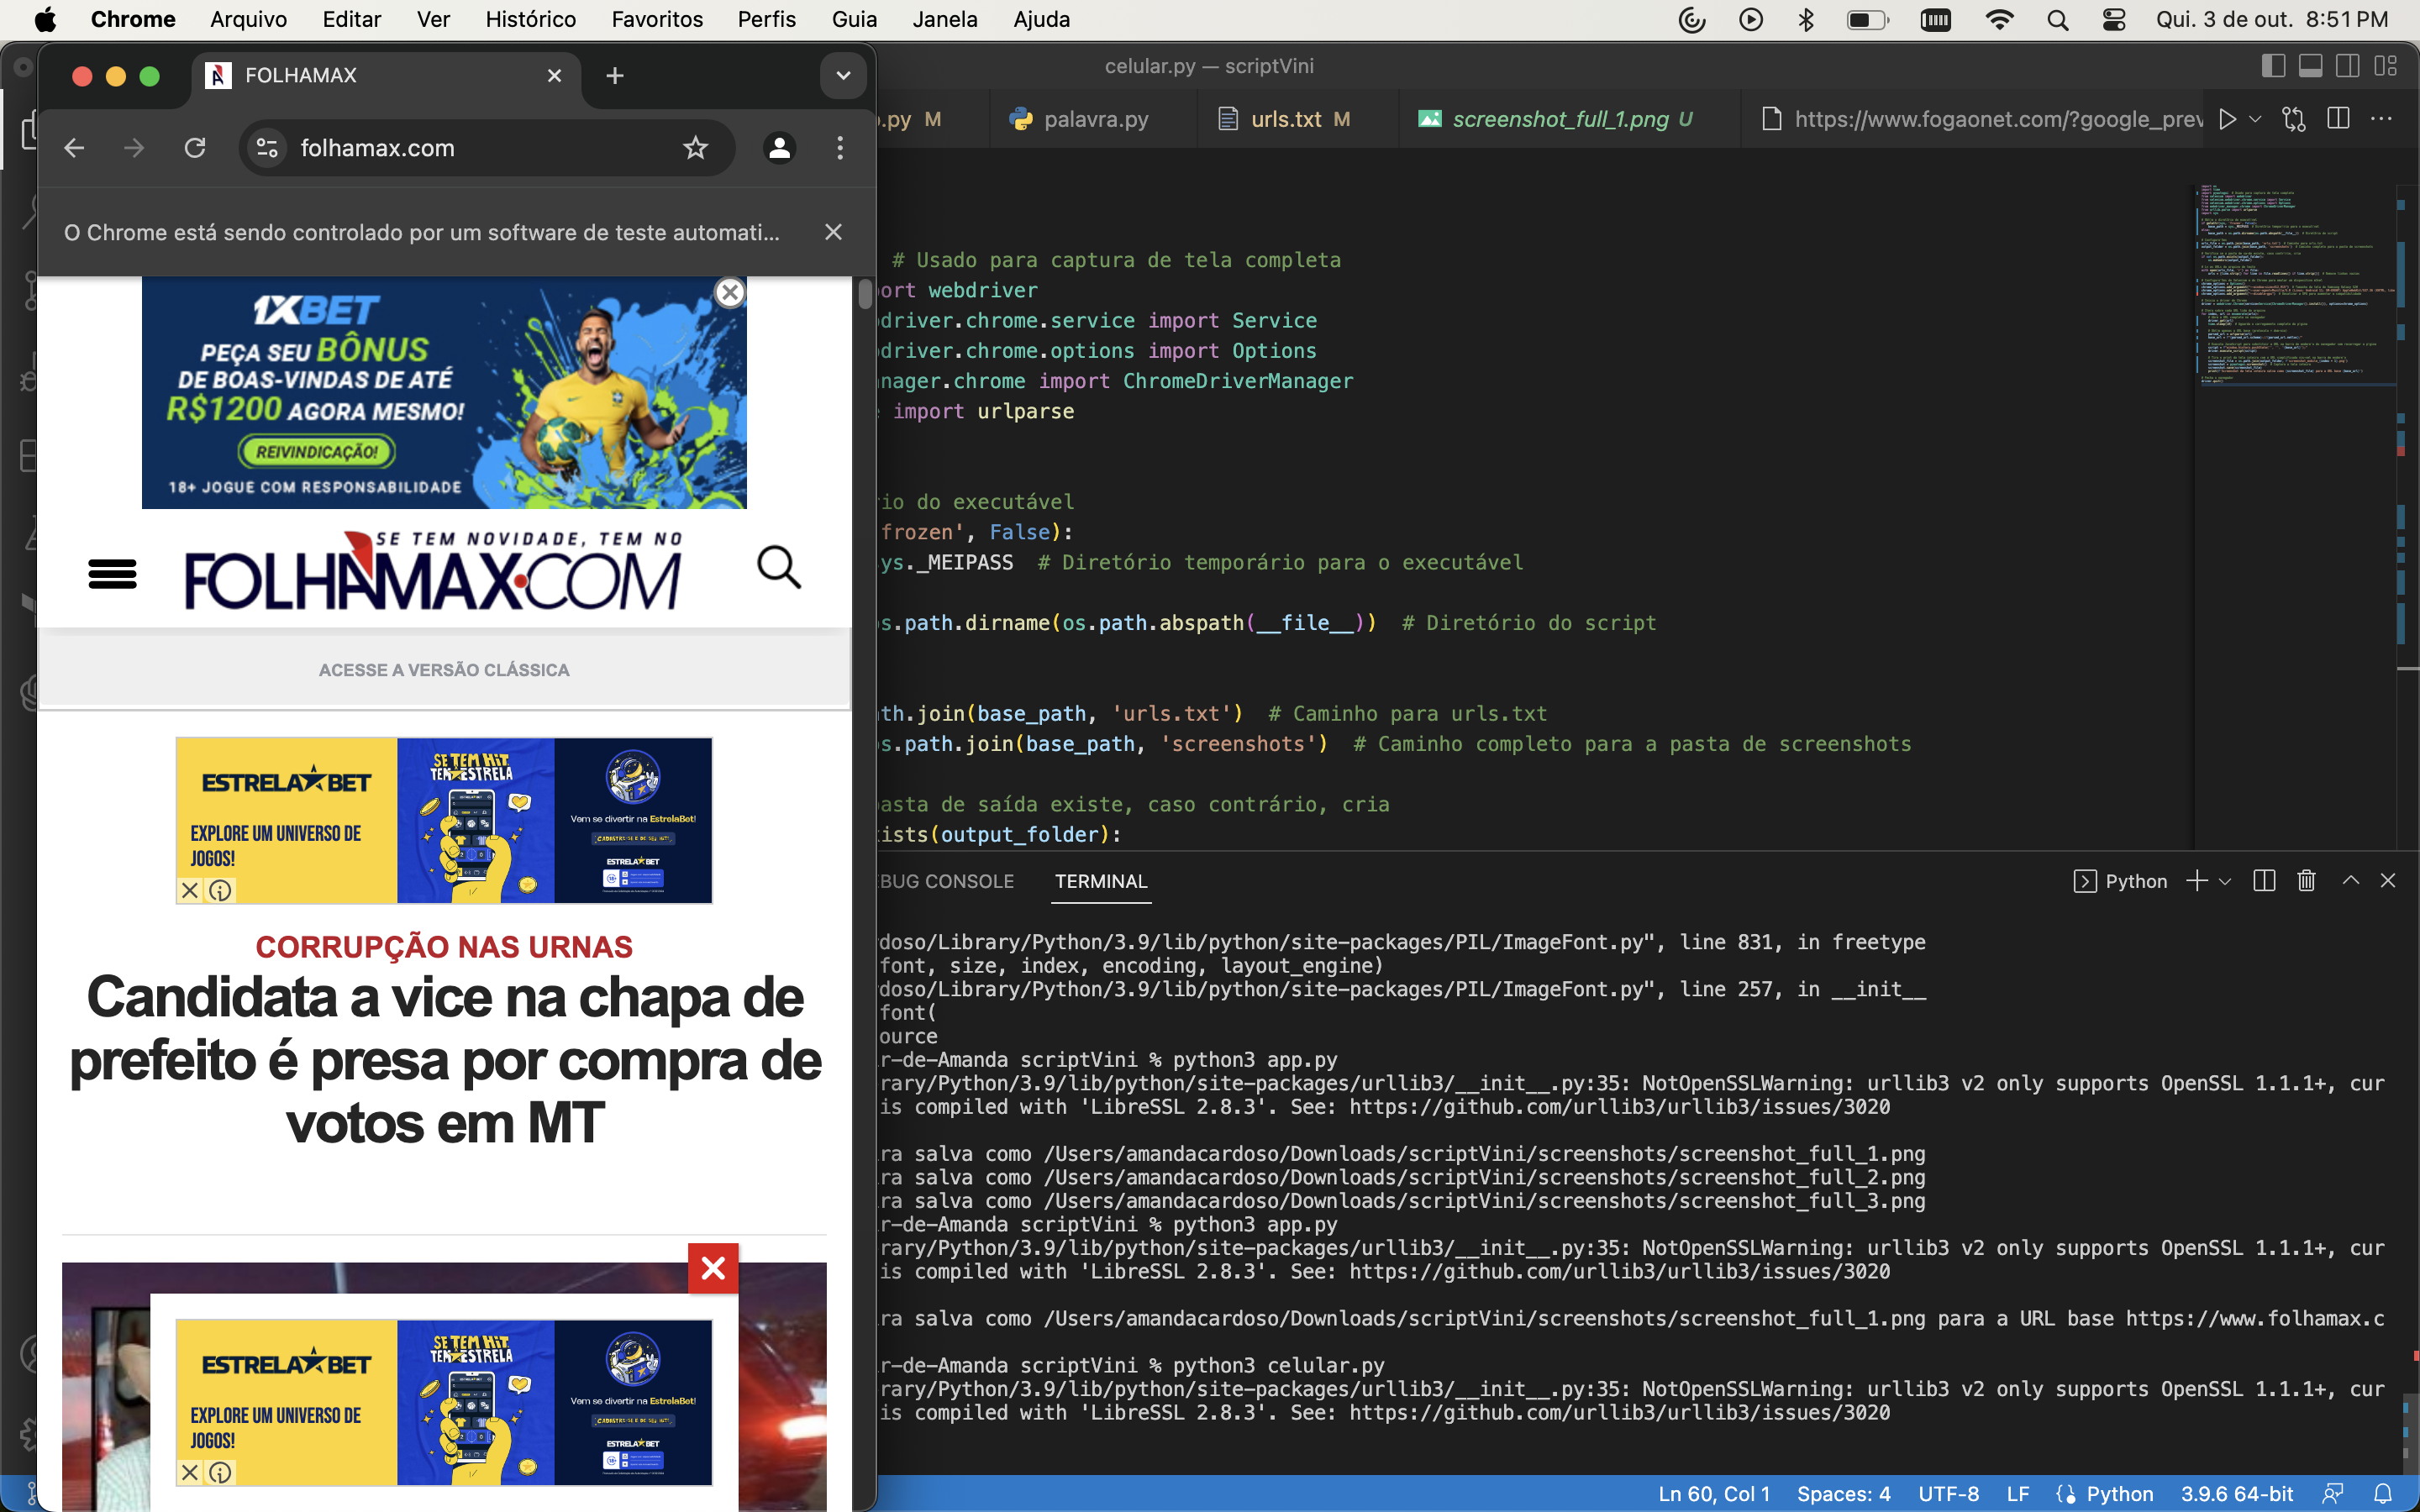 Chrome Arquivo Editar Ver Histórico Favoritos Perfis Guia Janela Ajuda Qui. 3 de out. 8:51 PM
FOLHAMAX
folhamax.com
O Chrome está sendo controlado por um software de teste automati...
1XBET
PEÇA SEU BÔNUS
DE BOAS-VINDAS DE ATÉ
R$1200 AGORA MESMO!
REIVINDICAÇÃO!
18+ JOGUE COM RESPONSABILIDADE
SE TEM NOVIDADE, TEM NO
FOLHAMAX.COM
ACESSE A VERSÃO CLÁSSICA
ESTRELABET
EXPLORE UM UNIVERSO DE
JOGOS!
SE TEM HIT
TEM ESTRELA
Vem se divertir na EstrelaBet!
ESTRELABET
CORRUPÇÃO NAS URNAS
Candidata a vice na chapa de
prefeito é presa por compra de
votos em MT
ESTRELABET
EXPLORE UM UNIVERSO DE
JOGOS!
SE TEM HIT
TEM ESTRELA
Vem se divertir na EstrelaBet!
ESTRELABET
celular.py — scriptVini
.py M palavra.py urls.txt M screenshot_full_1.png U https://www.fogaonet.com/?google_prev
# Usado para captura de tela completa
ort webdriver
driver.chrome.service import Service
driver.chrome.options import Options
nager.chrome import ChromeDriverManager
import urlparse
io do executável
frozen', False):
ys._MEIPASS # Diretório temporário para o executável
s.path.dirname(os.path.abspath(__file__)) # Diretório do script
th.join(base_path, 'urls.txt') # Caminho para urls.txt
s.path.join(base_path, 'screenshots') # Caminho completo para a pasta de screenshots
asta de saída existe, caso contrário, cria
ists(output_folder):
BUG CONSOLE TERMINAL Python
doso/Library/Python/3.9/lib/python/site-packages/PIL/ImageFont.py", line 831, in freetype
font, size, index, encoding, layout_engine)
doso/Library/Python/3.9/lib/python/site-packages/PIL/ImageFont.py", line 257, in __init__
font(
ource
r-de-Amanda scriptVini % python3 app.py
rary/Python/3.9/lib/python/site-packages/urllib3/__init__.py:35: NotOpenSSLWarning: urllib3 v2 only supports OpenSSL 1.1.1+, cur
is compiled with 'LibreSSL 2.8.3'. See: https://github.com/urllib3/urllib3/issues/3020
ra salva como /Users/amandacardoso/Downloads/scriptVini/screenshots/screenshot_full_1.png
ra salva como /Users/amandacardoso/Downloads/scriptVini/screenshots/screenshot_full_2.png
ra salva como /Users/amandacardoso/Downloads/scriptVini/screenshots/screenshot_full_3.png
r-de-Amanda scriptVini % python3 app.py
rary/Python/3.9/lib/python/site-packages/urllib3/__init__.py:35: NotOpenSSLWarning: urllib3 v2 only supports OpenSSL 1.1.1+, cur
is compiled with 'LibreSSL 2.8.3'. See: https://github.com/urllib3/urllib3/issues/3020
ra salva como /Users/amandacardoso/Downloads/scriptVini/screenshots/screenshot_full_1.png para a URL base https://www.folhamax.c
r-de-Amanda scriptVini % python3 celular.py
rary/Python/3.9/lib/python/site-packages/urllib3/__init__.py:35: NotOpenSSLWarning: urllib3 v2 only supports OpenSSL 1.1.1+, cur
is compiled with 'LibreSSL 2.8.3'. See: https://github.com/urllib3/urllib3/issues/3020
Ln 60, Col 1 Spaces: 4 UTF-8 LF Python 3.9.6 64-bit